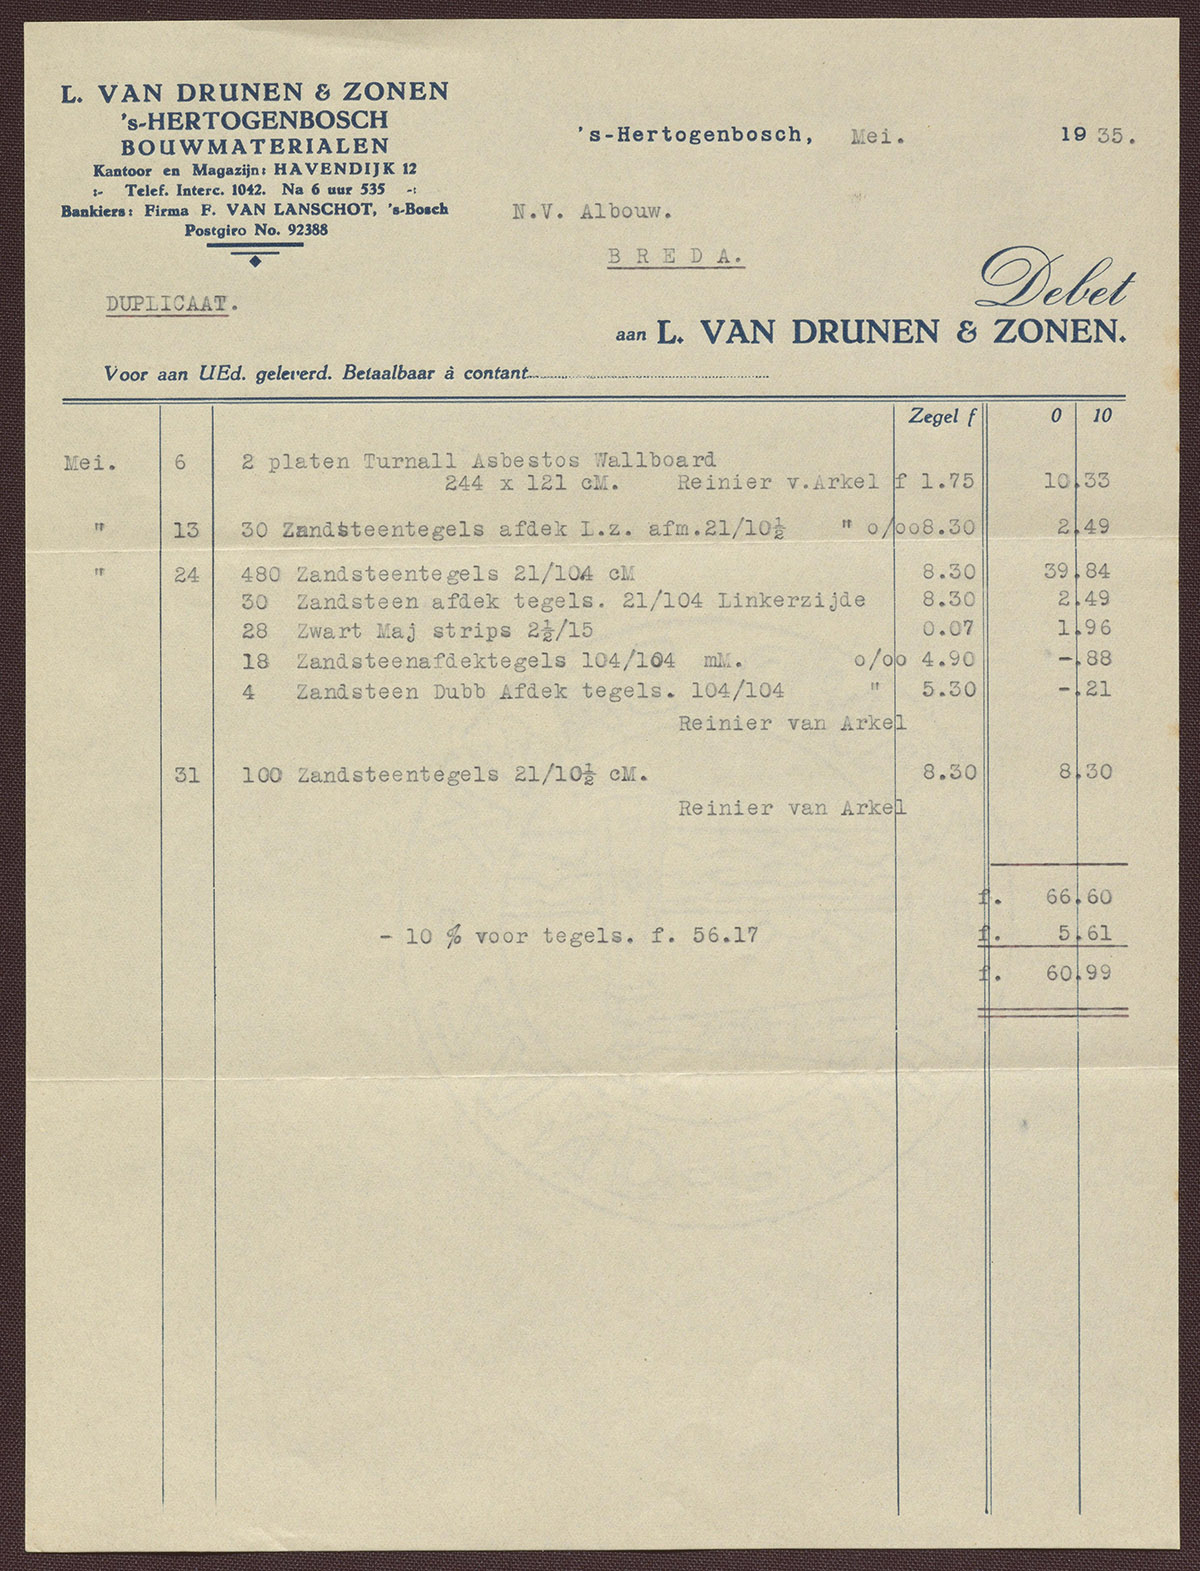 L. VAN DRUNEN & ZONEN
's-HERTOGENBOSCH
BOUWMATERIALEN
Kantoor en Magazijn: HAVENDIJK 12
:- Telef. Interc. 1042. Na 6 uur 535 -:
Bankiers: Firma F. VAN LANSCHOT, 's-Bosch
Postgiro No. 92388
's-Hertogenbosch, Mei. 1935.
N.V. Albouw.
BREDA.
DUPLICAAT.
Debet
aan L. VAN DRUNEN & ZONEN.
Voor aan UEd. geleverd. Betaalbaar à contant
Zegel f 0 10
Mei. 6 2 platen Turnall Asbestos Wallboard
244 x 121 cM. Reinier v.Arkel f 1.75 10.33
" 13 30 Zandsteentegels afdek L.z. afm.21/10½ " o/oo 8.30 2.49
" 24 480 Zandsteentegels 21/104 cM 8.30 39.84
30 Zandsteen afdek tegels. 21/104 Linkerzijde 8.30 2.49
28 Zwart Maj strips 2½/15 0.07 1.96
18 Zandsteenafdektegels 104/104 mM. o/oo 4.90 -.88
4 Zandsteen Dubb Afdek tegels. 104/104 " 5.30 -.21
Reinier van Arkel
31 100 Zandsteentegels 21/10½ cM. 8.30 8.30
Reinier van Arkel
f. 66.60
- 10 % voor tegels. f. 56.17 f. 5.61
f. 60.99